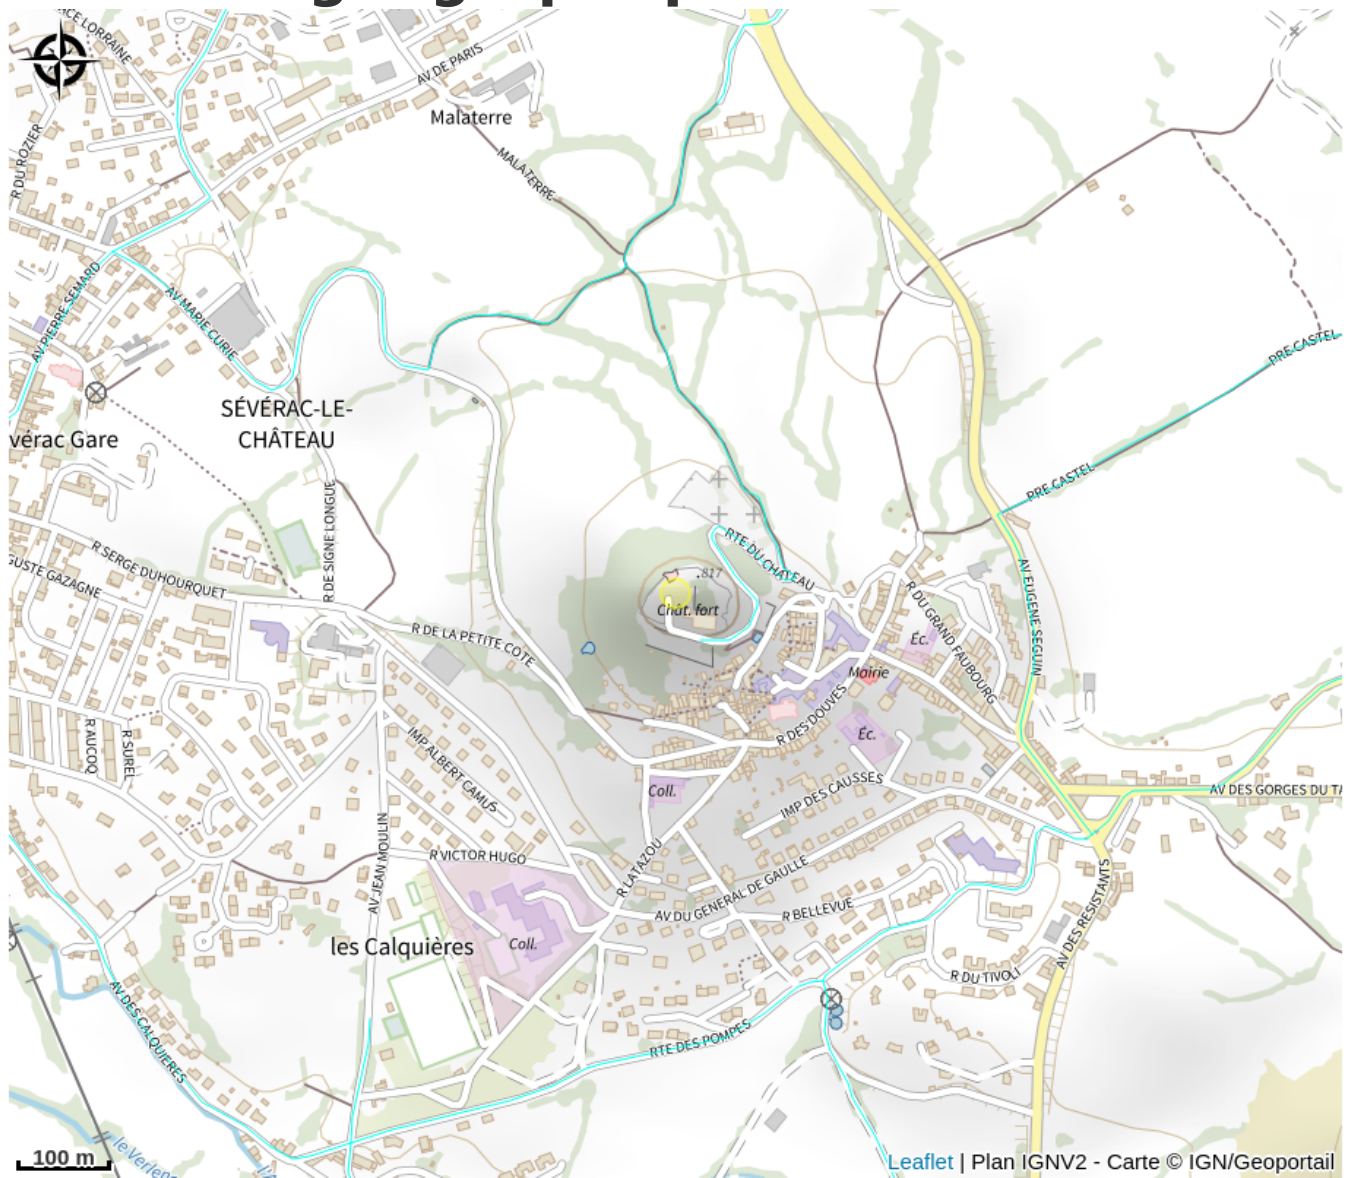 LORRAINE
AV DE PARIS
Malaterre
R DU ROZIER
MALATERRE
AV PIERRE SEMARD
AV MARIE CURIE
PRE CASTEL
SÉVÉRAC-LE-
CHÂTEAU
vérac Gare
PRE CASTEL
R DE SIGNE LONGUE
RTE DU CHATEAU
R SERGE DUHOURQUET
GUSTE GAZAGNE
.817
Chât. fort
AV EUGENE SEGUIN
R DU GRAND FAUBOURG
R DE LA PETITE COTE
Éc.
Mairie
R DES DOUVES
R AUCOQ
R SUREL
IMP ALBERT CAMUS
Éc.
Coll.
IMP DES CAUSSES
AV DES GORGES DU TA
AV JEAN MOULIN
R VICTOR HUGO
R LATAZOU
AV DU GENERAL DE GAULLE
R BELLEVUE
AV DES RESISTANTS
les Calquières
Coll.
R DU TIVOLI
AV DES CALQUIERES
RTE DES POMPES
100 m
Leaflet | Plan IGNV2 - Carte © IGN/Geoportail